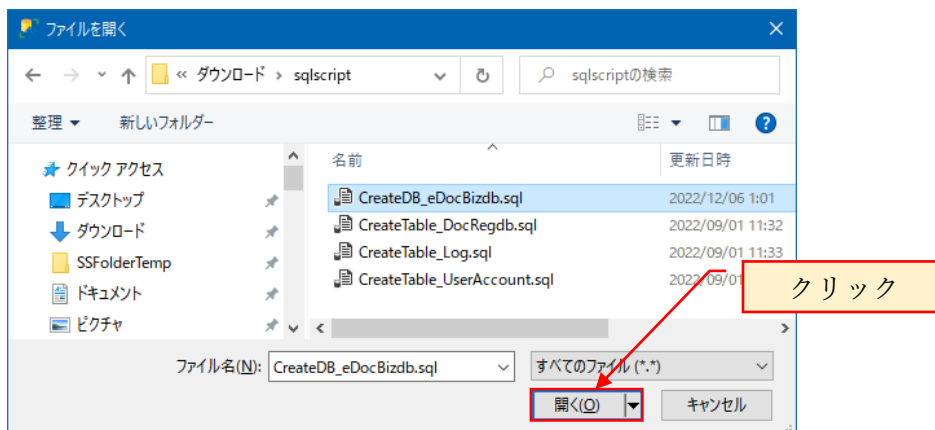 ファイルを開く
« ダウンロード › sqlscript
sqlscriptの検索
整理
新しいフォルダー
名前
更新日時
クイック アクセス
デスクトップ
ダウンロード
SSFolderTemp
ドキュメント
ピクチャ
CreateDB_eDocBizdb.sql 2022/12/06 1:01
CreateTable_DocRegdb.sql 2022/09/01 11:32
CreateTable_Log.sql 2022/09/01 11:33
CreateTable_UserAccount.sql 2022/09/01
クリック
ファイル名(N): CreateDB_eDocBizdb.sql すべてのファイル (*.*)
開く(O) キャンセル